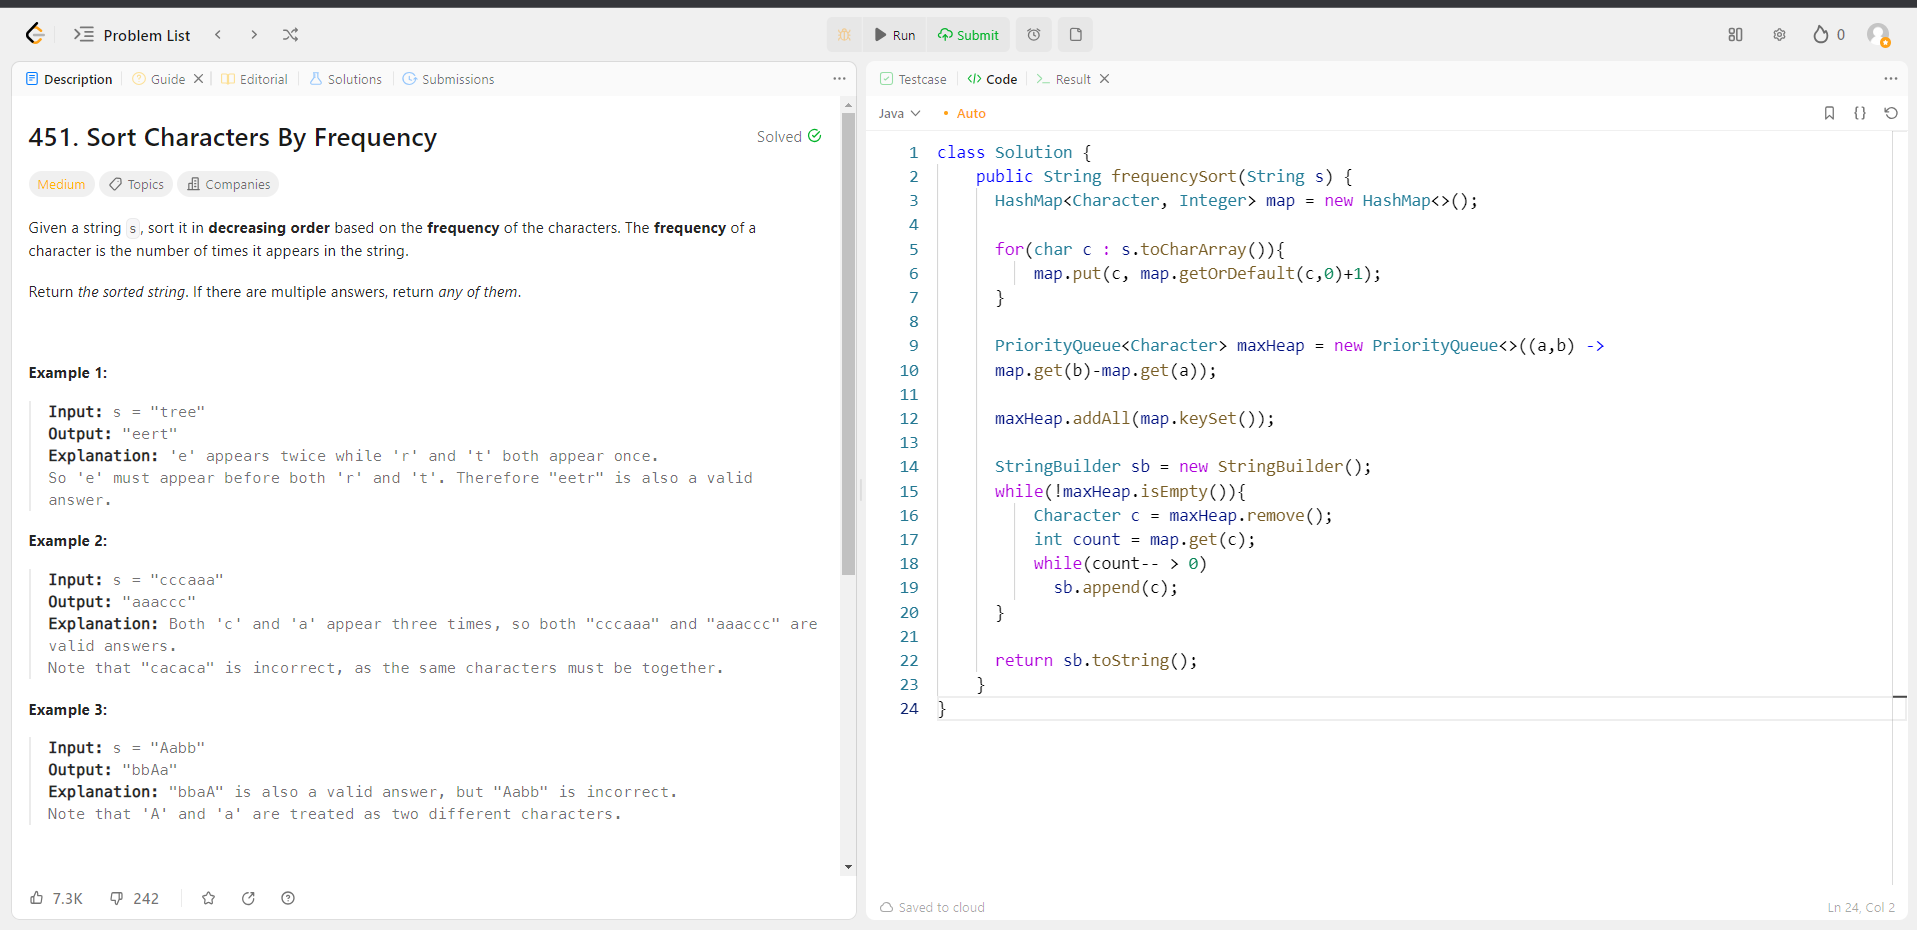 Problem List
Run
Submit
0
Description
Guide
Editorial
Solutions
Submissions
451. Sort Characters By Frequency
Solved
Medium
Topics
Companies
Given a string s, sort it in decreasing order based on the frequency of the characters. The frequency of a
character is the number of times it appears in the string.
Return the sorted string. If there are multiple answers, return any of them.
Example 1:
Input: s = "tree"
Output: "eert"
Explanation: 'e' appears twice while 'r' and 't' both appear once.
So 'e' must appear before both 'r' and 't'. Therefore "eetr" is also a valid
answer.
Example 2:
Input: s = "cccaaa"
Output: "aaaccc"
Explanation: Both 'c' and 'a' appear three times, so both "cccaaa" and "aaaccc" are
valid answers.
Note that "cacaca" is incorrect, as the same characters must be together.
Example 3:
Input: s = "Aabb"
Output: "bbAa"
Explanation: "bbaA" is also a valid answer, but "Aabb" is incorrect.
Note that 'A' and 'a' are treated as two different characters.
7.3K
242
Testcase
Code
Result
Java
Auto
1 class Solution {
2 public String frequencySort(String s) {
3 HashMap<Character, Integer> map = new HashMap<>();
4
5 for(char c : s.toCharArray()){
6 map.put(c, map.getOrDefault(c,0)+1);
7 }
8
9 PriorityQueue<Character> maxHeap = new PriorityQueue<>((a,b) ->
10 map.get(b)-map.get(a));
11
12 maxHeap.addAll(map.keySet());
13
14 StringBuilder sb = new StringBuilder();
15 while(!maxHeap.isEmpty()){
16 Character c = maxHeap.remove();
17 int count = map.get(c);
18 while(count-- > 0)
19 sb.append(c);
20 }
21
22 return sb.toString();
23 }
24 }
Saved to cloud
Ln 24, Col 2